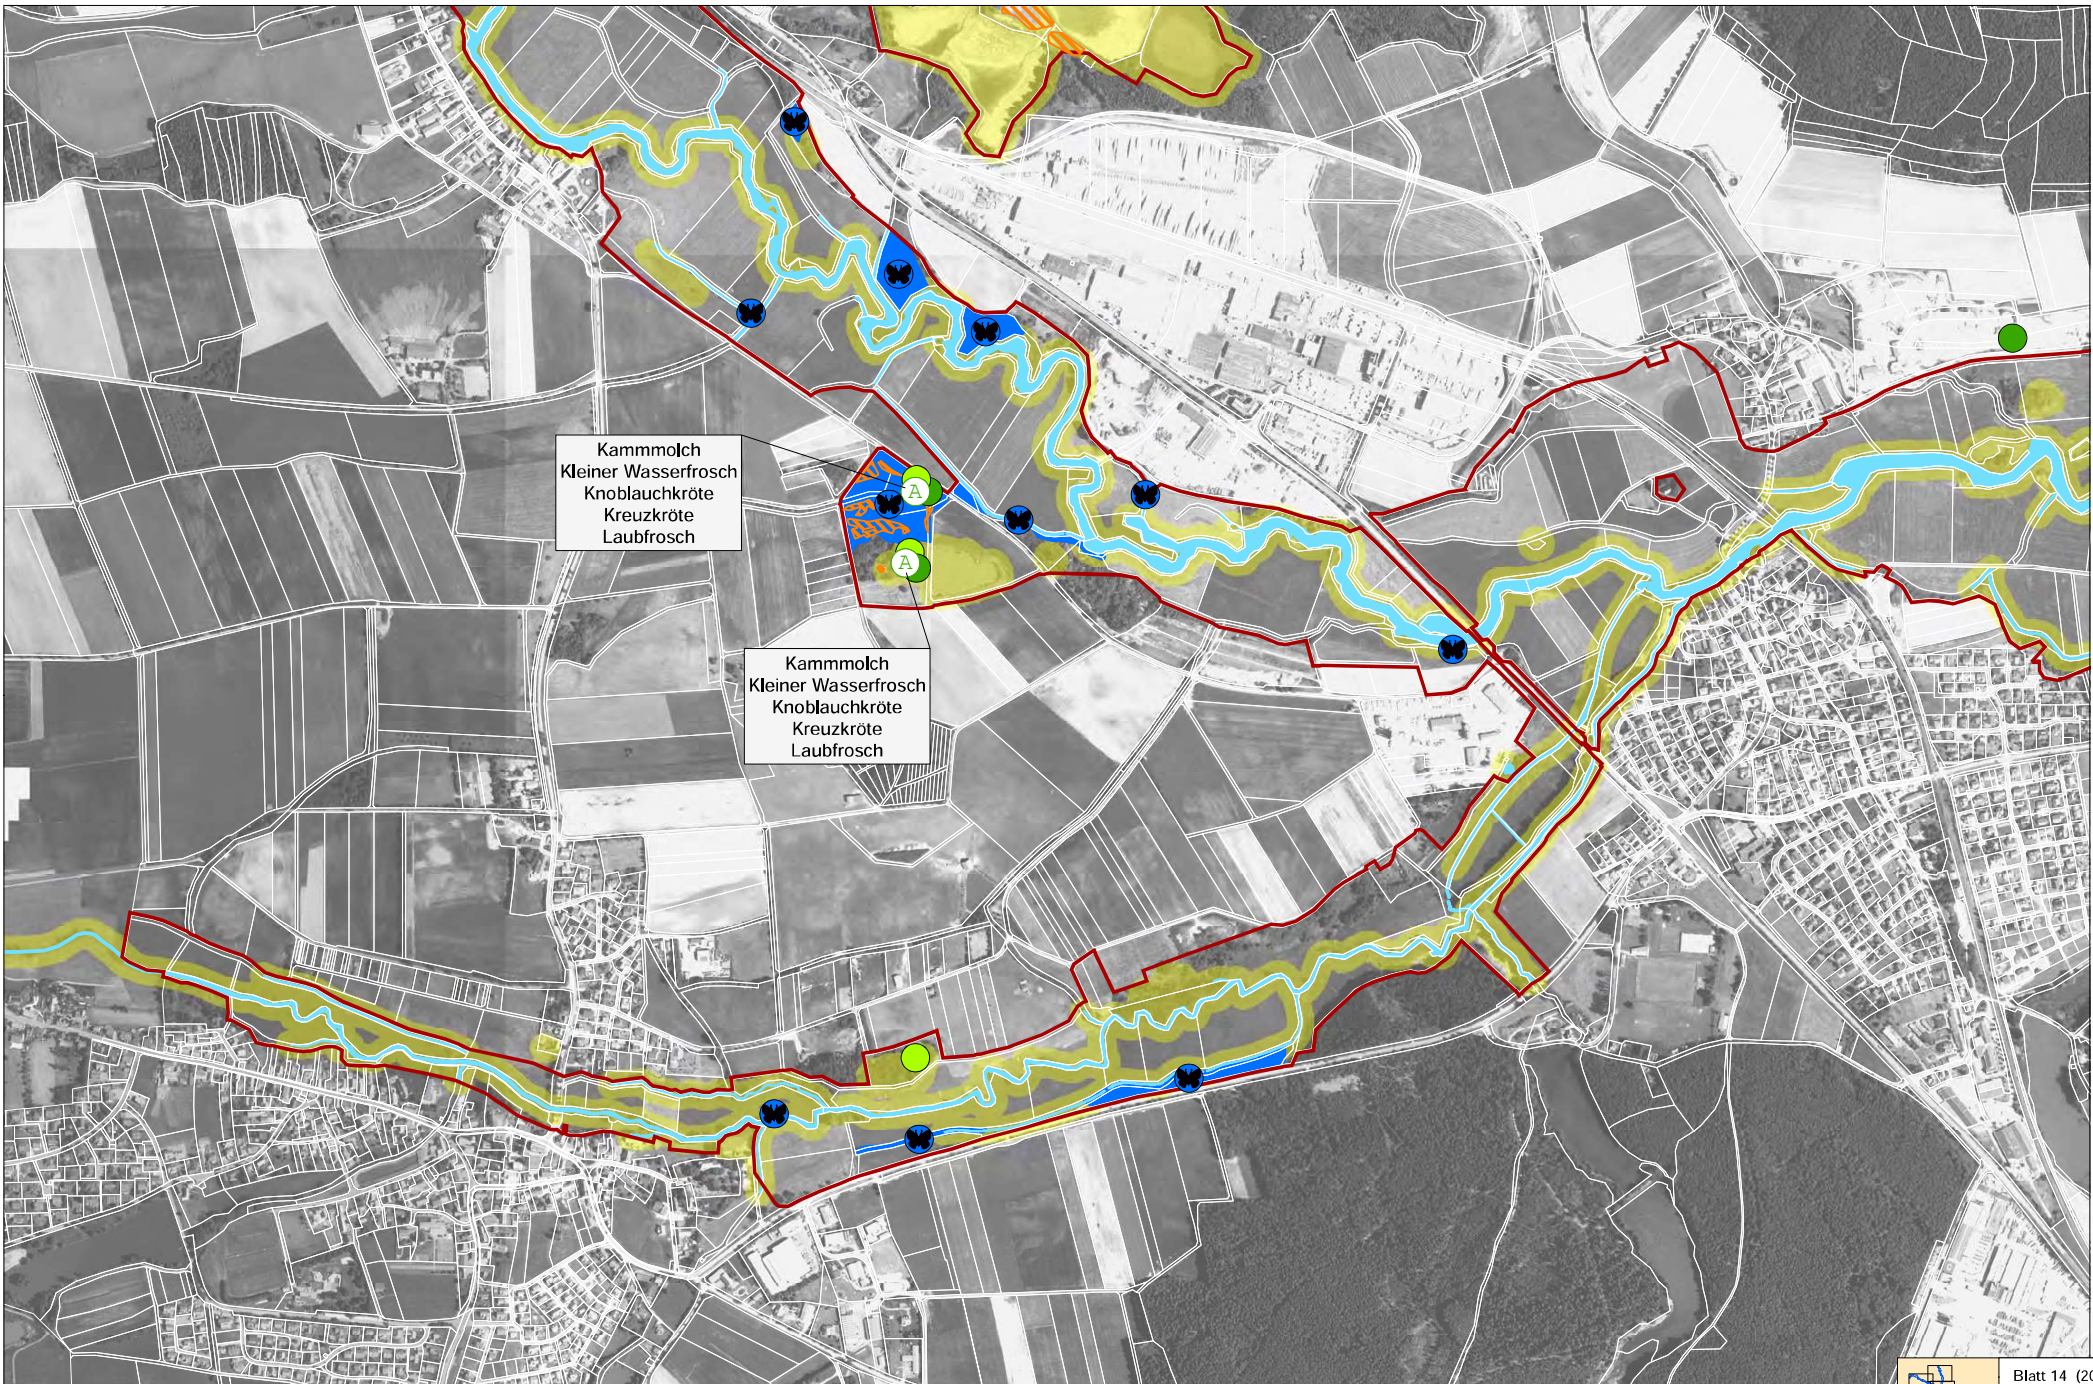 Kammmolch
Kleiner Wasserfrosch
Knoblauchkröte
Kreuzkröte
Laubfrosch
A
A
Kammmolch
Kleiner Wasserfrosch
Knoblauchkröte
Kreuzkröte
Laubfrosch
Blatt 14